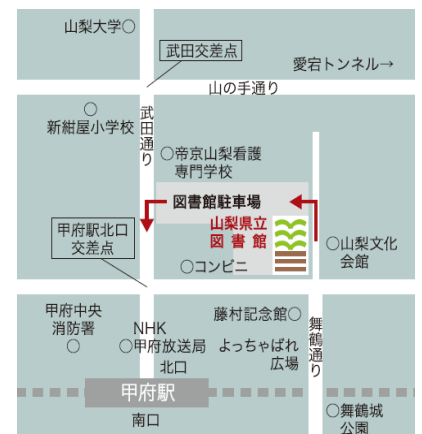 山梨大学○
武田交差点
愛宕トンネル→
山の手通り
○
新紺屋小学校
武田通り
○帝京山梨看護
専門学校
図書館駐車場
山梨県立
図書館
甲府駅北口
交差点
○コンビニ
○山梨文化
会館
甲府中央
消防署
○
NHK
○甲府放送局
北口
藤村記念館○
よっちゃばれ
広場
舞鶴通り
甲府駅
南口
○舞鶴城
公園